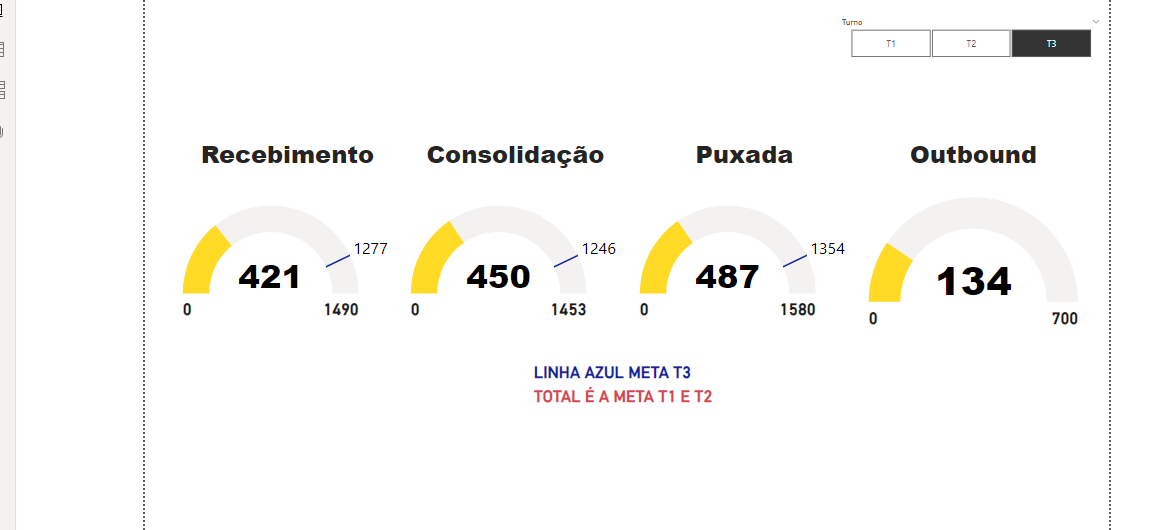 Turno
T1 T2 T3
Recebimento Consolidação Puxada Outbound
1277 1246 1354
421 450 487 134
0 1490 0 1453 0 1580 0 700
LINHA AZUL META T3
TOTAL É A META T1 E T2